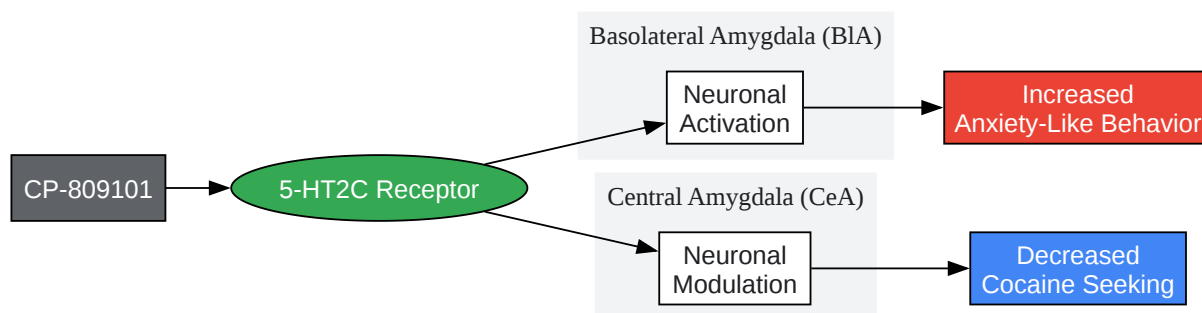 CP-809101
5-HT2C Receptor
Basolateral Amygdala (BlA)
Neuronal
Activation
Increased
Anxiety-Like Behavior
Central Amygdala (CeA)
Neuronal
Modulation
Decreased
Cocaine Seeking